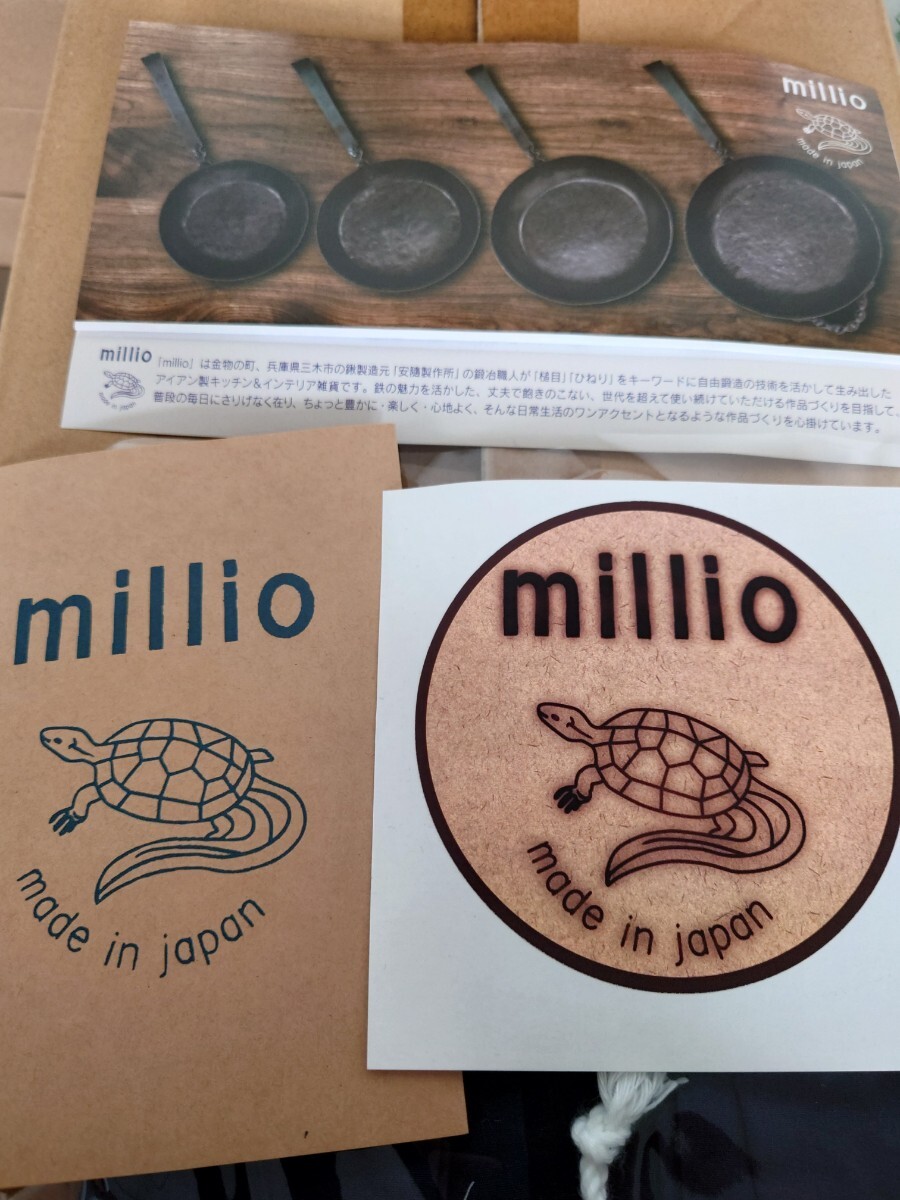 millio
made in japan
millio 「millio」は金物の町、兵庫県三木市の鍬製造元「安隨製作所」の鍛冶職人が「槌目」「ひねり」をキーワードに自由鍛造の技術を活かして生み出した
アイアン製キッチン&インテリア雑貨です。鉄の魅力を活かした、丈夫で飽きのこない、世代を超えて使い続けていただける作品づくりを目指して、
普段の毎日にさりげなく在り、ちょっと豊かに・楽しく・心地よく、そんな日常生活のワンアクセントとなるような作品づくりを心掛けています。
millio
made in japan
millio
made in japan